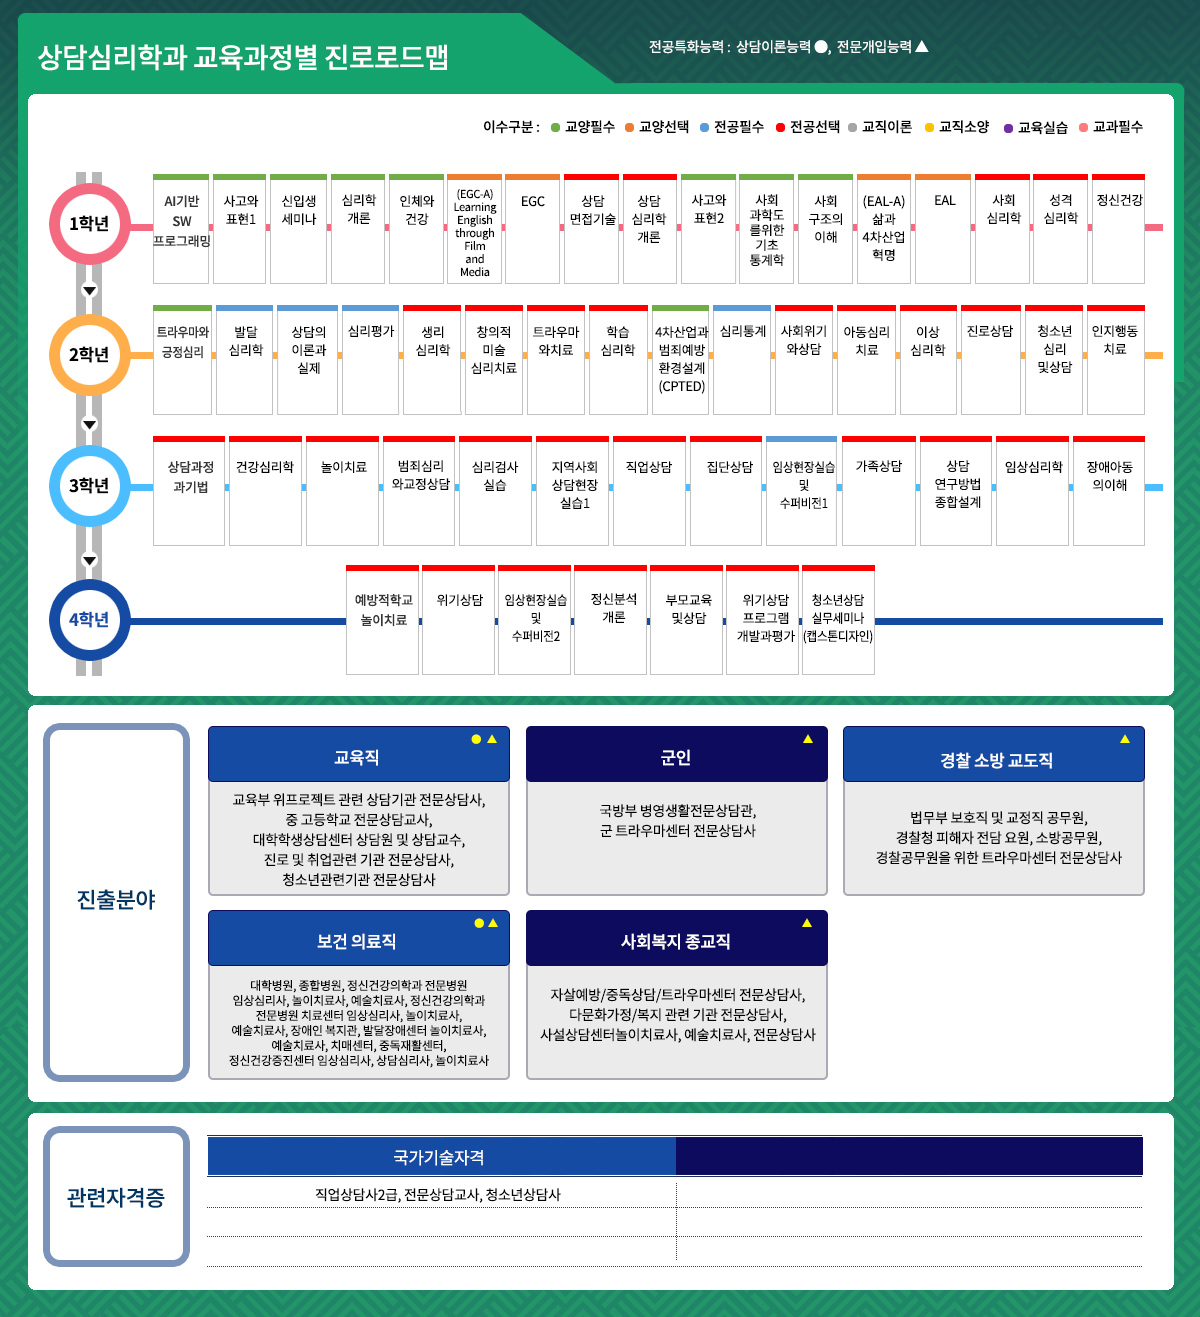 상담심리학과 교육과정별 진로로드맵
전공특화능력 : 상담이론능력 ●, 전문개입능력 ▲
이수구분 : ● 교양필수 ● 교양선택 ● 전공필수 ● 전공선택 ● 교직이론 ● 교직소양 ● 교육실습 ● 교과필수
1학년
AI기반
SW
프로그래밍
사고와
표현1
신입생
세미나
심리학
개론
인체와
건강
(EGC-A)
Learning
English
through
Film
and
Media
EGC
상담
면접기술
상담
심리학
개론
사고와
표현2
사회
과학도
를위한
기초
통계학
사회
구조의
이해
(EAL-A)
삶과
4차산업
혁명
EAL
사회
심리학
성격
심리학
정신건강
2학년
트라우마와
긍정심리
발달
심리학
상담의
이론과
실제
심리평가
생리
심리학
창의적
미술
심리치료
트라우마
와치료
학습
심리학
4차산업과
범죄예방
환경설계
(CPTED)
심리통계
사회위기
와상담
아동심리
치료
이상
심리학
진로상담
청소년
심리
및상담
인지행동
치료
3학년
상담과정
과기법
건강심리학
놀이치료
범죄심리
와교정상담
심리검사
실습
지역사회
상담현장
실습1
직업상담
집단상담
임상현장실습
및
수퍼비전1
가족상담
상담
연구방법
종합설계
임상심리학
장애아동
의이해
4학년
예방적학교
놀이치료
위기상담
임상현장실습
및
수퍼비전2
정신분석
개론
부모교육
및상담
위기상담
프로그램
개발과평가
청소년상담
실무세미나
(캡스톤디자인)
진출분야
● ▲
교육직
교육부 위프로젝트 관련 상담기관 전문상담사,
중 고등학교 전문상담교사,
대학학생상담센터 상담원 및 상담교수,
진로 및 취업관련 기관 전문상담사,
청소년관련기관 전문상담사
▲
군인
국방부 병영생활전문상담관,
군 트라우마센터 전문상담사
▲
경찰 소방 교도직
법무부 보호직 및 교정직 공무원,
경찰청 피해자 전담 요원, 소방공무원,
경찰공무원을 위한 트라우마센터 전문상담사
● ▲
보건 의료직
대학병원, 종합병원, 정신건강의학과 전문병원
임상심리사, 놀이치료사, 예술치료사, 정신건강의학과
전문병원 치료센터 임상심리사, 놀이치료사,
예술치료사, 장애인 복지관, 발달장애센터 놀이치료사,
예술치료사, 치매센터, 중독재활센터,
정신건강증진센터 임상심리사, 상담심리사, 놀이치료사
▲
사회복지 종교직
자살예방/중독상담/트라우마센터 전문상담사,
다문화가정/복지 관련 기관 전문상담사,
사설상담센터놀이치료사, 예술치료사, 전문상담사
관련자격증
국가기술자격
직업상담사2급, 전문상담교사, 청소년상담사